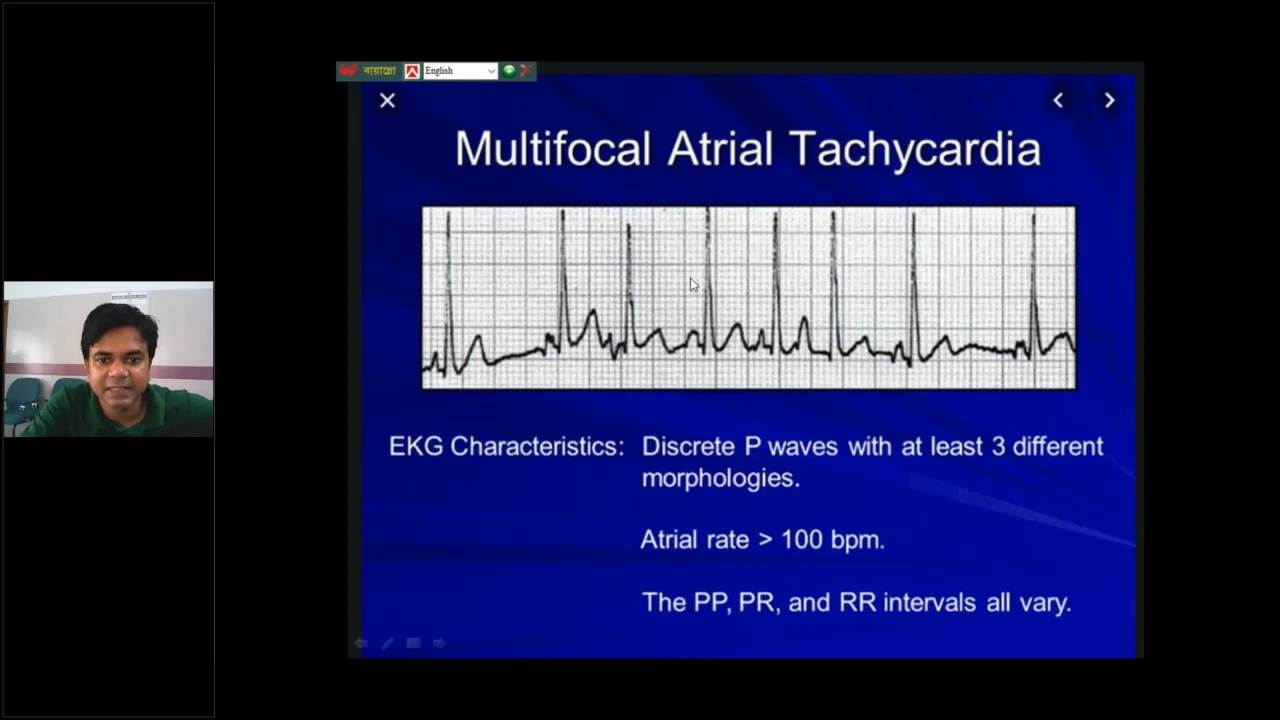 বায়ান্নো English
Multifocal Atrial Tachycardia
EKG Characteristics: Discrete P waves with at least 3 different
morphologies.
Atrial rate > 100 bpm.
The PP, PR, and RR intervals all vary.